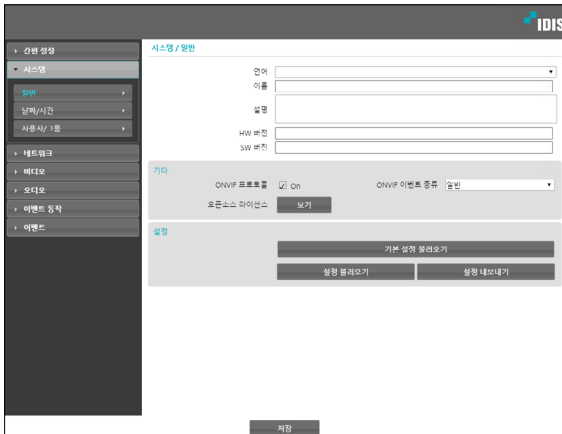 IDIS
간편 설정
시스템
일반
날짜/시간
사용자/그룹
네트워크
비디오
오디오
이벤트 동작
이벤트
시스템 / 일반
언어
이름
설명
HW 버전
SW 버전
기타
ONVIF 프로토콜 On ONVIF 이벤트 종류 일반
오픈소스 라이선스 보기
설정
기본 설정 불러오기
설정 불러오기 설정 내보내기
저장